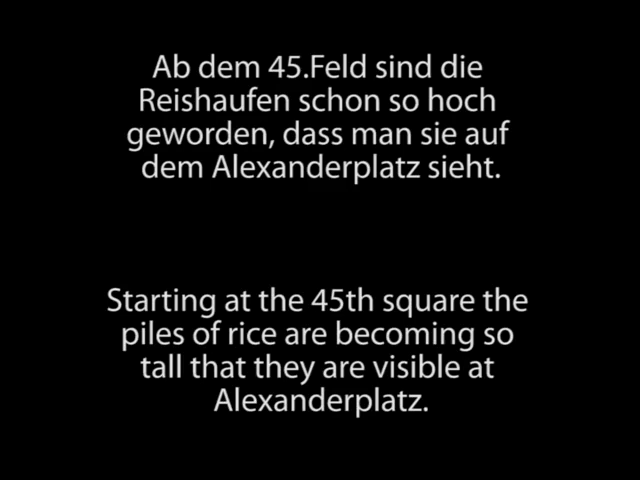 Ab dem 45.Feld sind die
Reishaufen schon so hoch
geworden, dass man sie auf
dem Alexanderplatz sieht.
Starting at the 45th square the
piles of rice are becoming so
tall that they are visible at
Alexanderplatz.